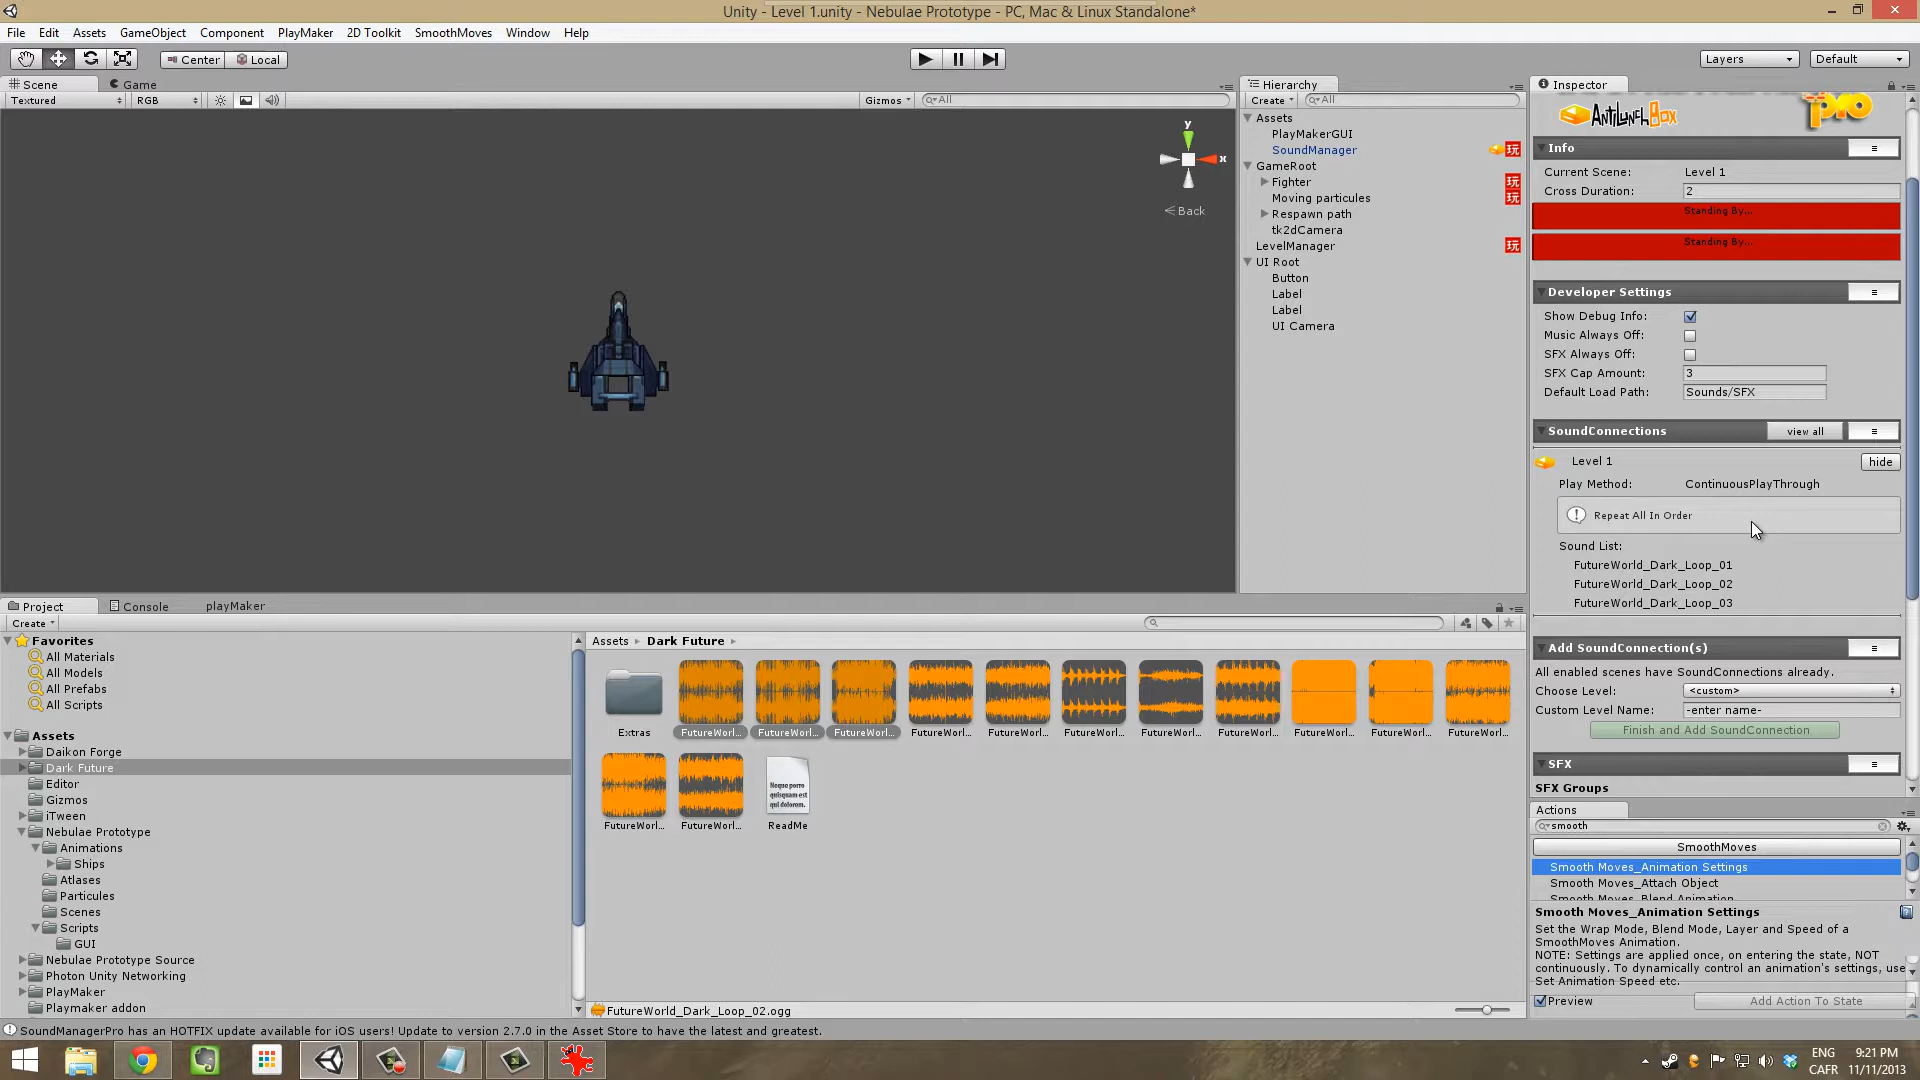 Unity - Level 1.unity - Nebulae Prototype - PC, Mac & Linux Standalone*
File Edit Assets GameObject Component PlayMaker 2D Toolkit SmoothMoves Window Help
Center Local
Layers Default
Scene Game
Textured RGB Gizmos All
y
x
Back
Hierarchy
Create All
Assets
PlayMakerGUI
SoundManager
GameRoot
Fighter
Moving particules
Respawn path
tk2dCamera
LevelManager
UI Root
Button
Label
Label
UI Camera
Inspector
AntiLunchBox
Pro
Info
Current Scene: Level 1
Cross Duration: 2
Standing By...
Standing By...
Developer Settings
Show Debug Info:
Music Always Off:
SFX Always Off:
SFX Cap Amount: 3
Default Load Path: Sounds/SFX
SoundConnections view all
Level 1 hide
Play Method: ContinuousPlayThrough
Repeat All In Order
Sound List:
FutureWorld_Dark_Loop_01
FutureWorld_Dark_Loop_02
FutureWorld_Dark_Loop_03
Add SoundConnection(s)
All enabled scenes have SoundConnections already.
Choose Level: <custom>
Custom Level Name: -enter name-
Finish and Add SoundConnection
SFX
SFX Groups
Actions
smooth
SmoothMoves
Smooth Moves_Animation Settings
Smooth Moves_Attach Object
Smooth Moves_Blend Animation
Smooth Moves_Animation Settings
Set the Wrap Mode, Blend Mode, Layer and Speed of a
SmoothMoves Animation.
NOTE: Settings are applied once, on entering the state, NOT
continuously. To dynamically control an animation's settings, use
Set Animation Speed etc.
Preview Add Action To State
Project Console playMaker
Create
Favorites
All Materials
All Models
All Prefabs
All Scripts
Assets
Daikon Forge
Dark Future
Editor
Gizmos
iTween
Nebulae Prototype
Animations
Ships
Atlases
Particules
Scenes
Scripts
GUI
Nebulae Prototype Source
Photon Unity Networking
PlayMaker
Playmaker addon
Assets Dark Future
Extras FutureWorl... FutureWorl... FutureWorl... FutureWorl... FutureWorl... FutureWorl... FutureWorl... FutureWorl... FutureWorl... FutureWorl... FutureWorl...
Neque porro
quisquam est
qui dolorem.
FutureWorl... FutureWorl... ReadMe
FutureWorld_Dark_Loop_02.ogg
SoundManagerPro has an HOTFIX update available for iOS users! Update to version 2.7.0 in the Asset Store to have the latest and greatest.
ENG 9:21 PM
CAFR 11/11/2013